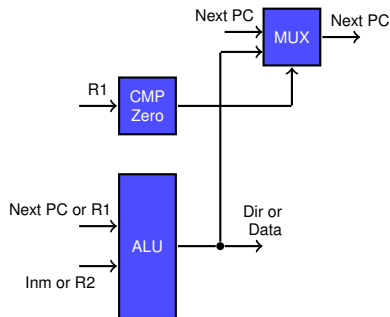 Next PC
Next PC
MUX
R1
CMP
Zero
Next PC or R1
Dir or
Data
ALU
Inm or R2